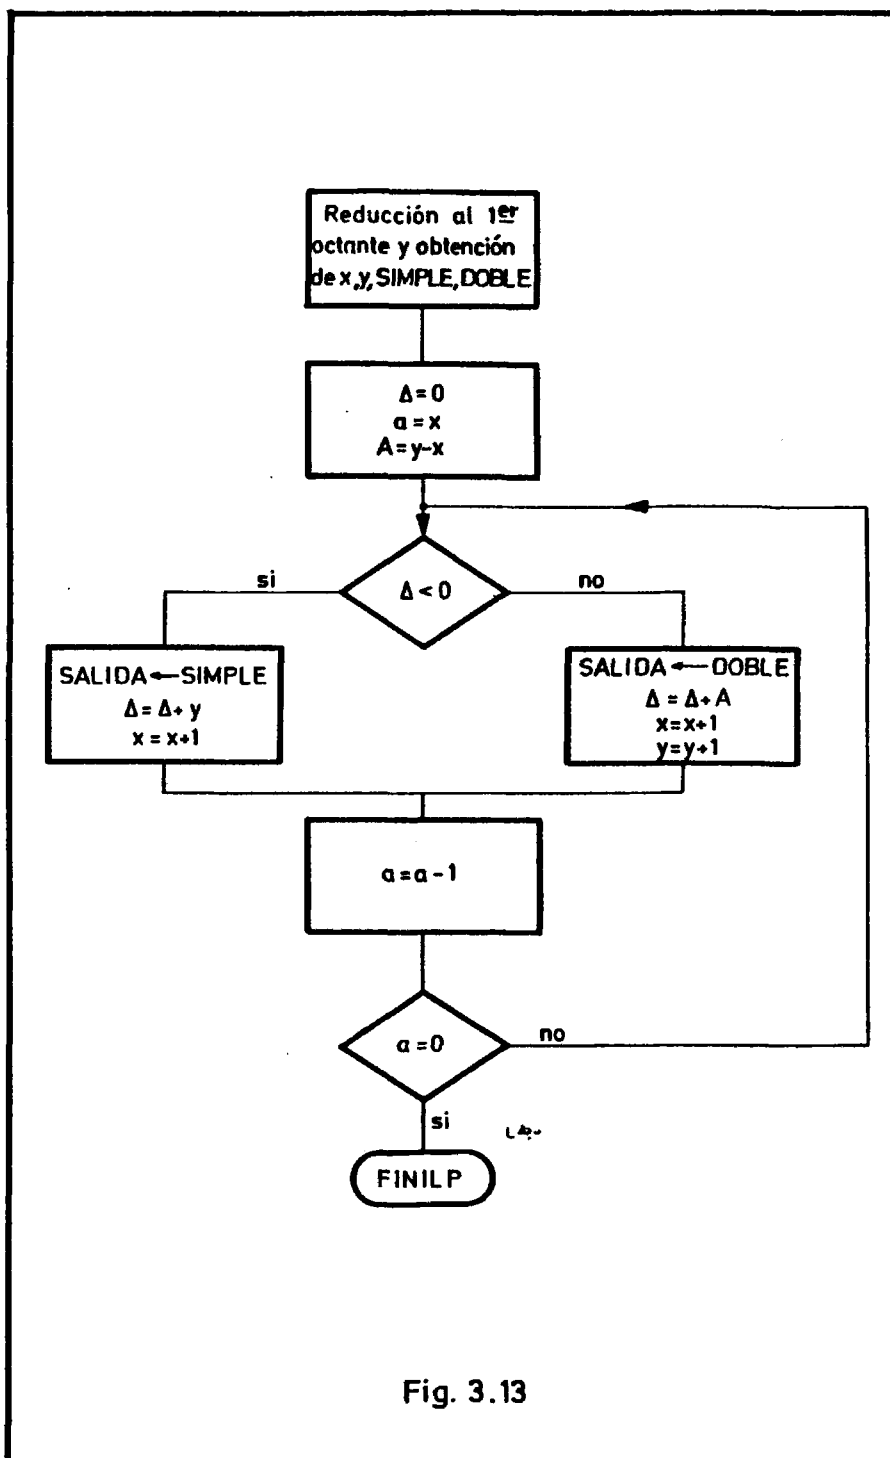 Reducción al 1er
octante y obtención
de x,y,SIMPLE,DOBLE
Δ=0
a=x
A=y-x
Δ<0
si
no
SALIDA←SIMPLE
Δ=Δ+y
x=x+1
SALIDA←DOBLE
Δ=Δ+A
x=x+1
y=y+1
a=a-1
a=0
no
si
FINILP
Fig. 3.13